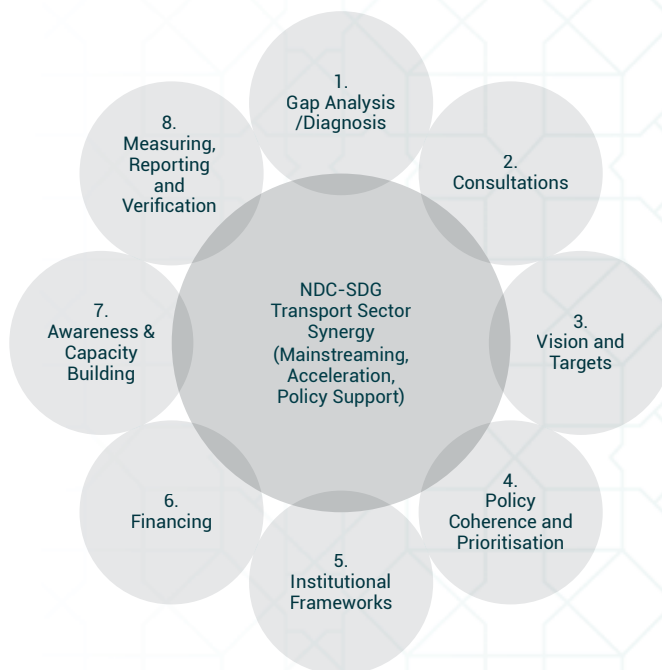 1.
Gap Analysis
/Diagnosis
2.
Consultations
3.
Vision and
Targets
4.
Policy
Coherence and
Prioritisation
5.
Institutional
Frameworks
6.
Financing
7.
Awareness &
Capacity
Building
8.
Measuring,
Reporting
and
Verification
NDC-SDG
Transport Sector
Synergy
(Mainstreaming,
Acceleration,
Policy Support)